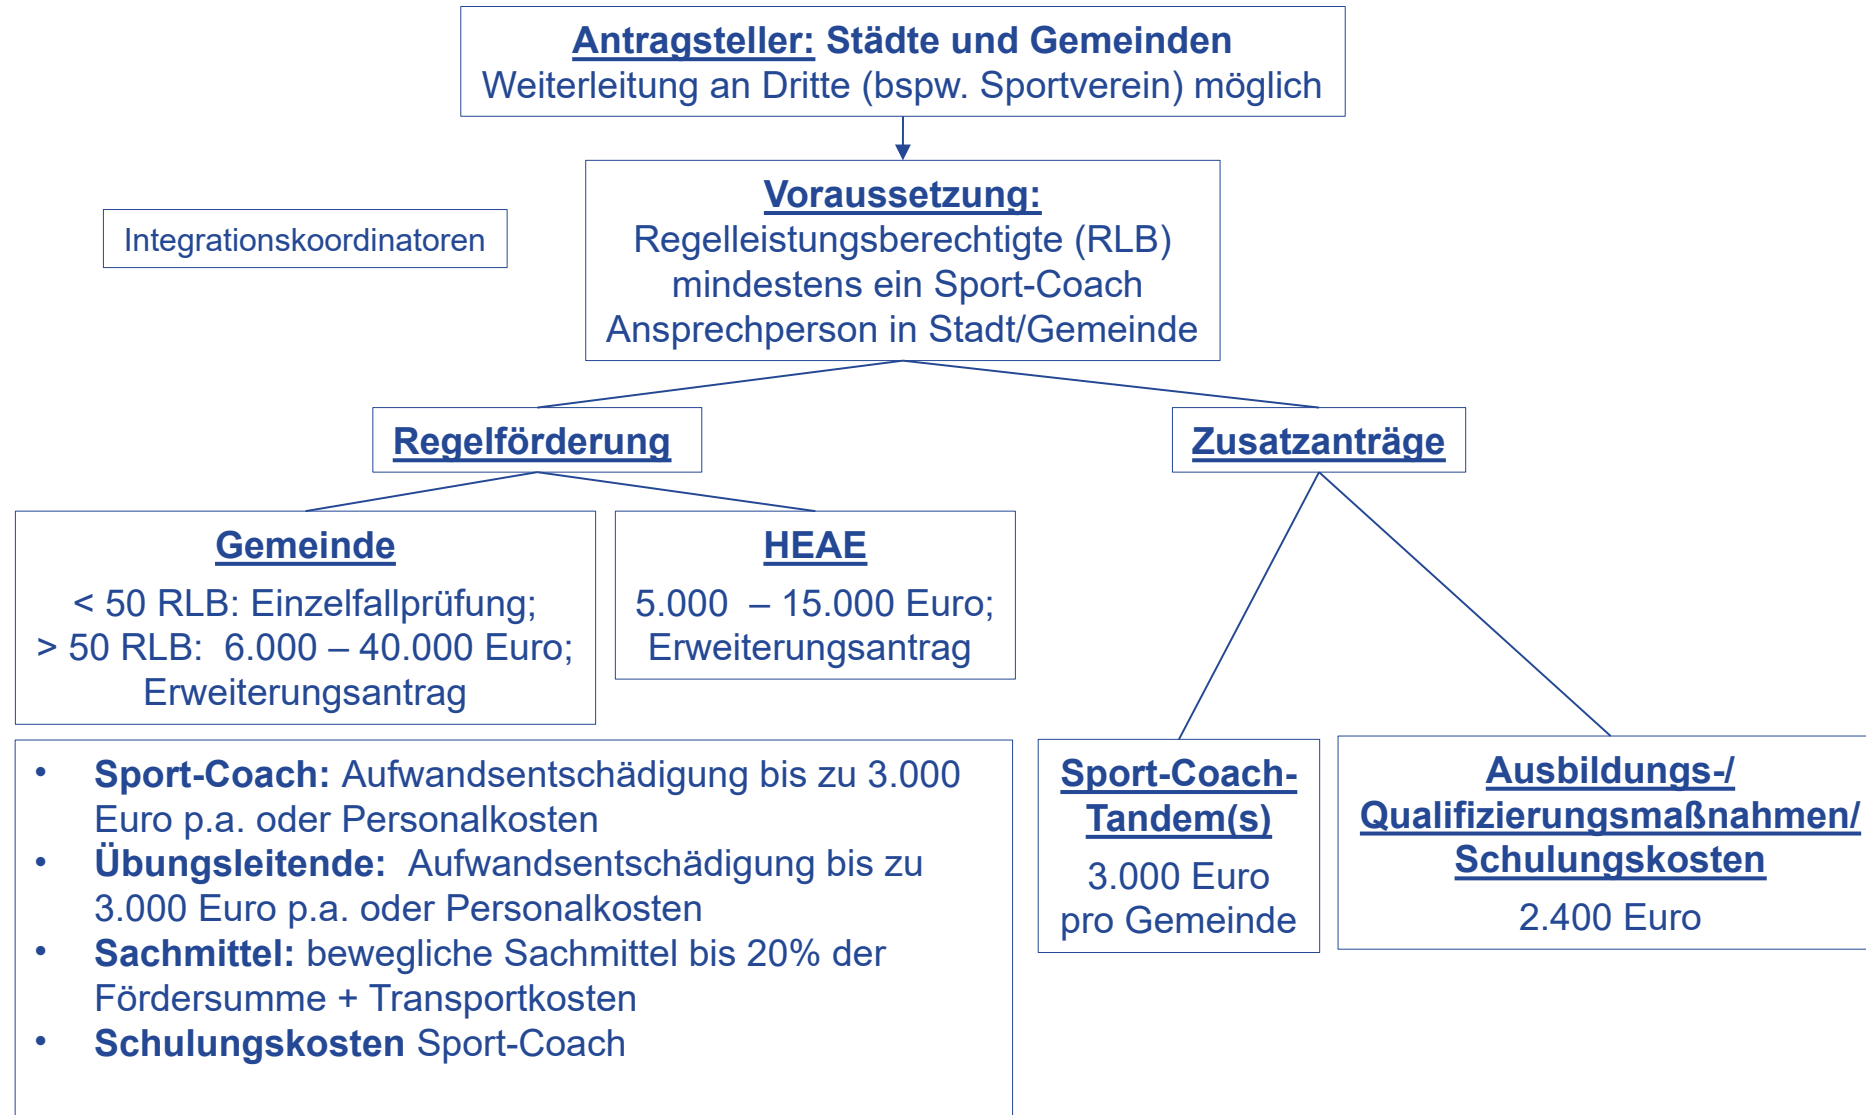 Antragsteller: Städte und Gemeinden
Weiterleitung an Dritte (bspw. Sportverein) möglich
Voraussetzung:
Regelleistungsberechtigte (RLB)
mindestens ein Sport-Coach
Ansprechperson in Stadt/Gemeinde
Integrationskoordinatoren
Regelförderung
Zusatzanträge
Gemeinde
< 50 RLB: Einzelfallprüfung;
> 50 RLB: 6.000 – 40.000 Euro;
Erweiterungsantrag
HEAE
5.000 – 15.000 Euro;
Erweiterungsantrag
• Sport-Coach: Aufwandsentschädigung bis zu 3.000
Euro p.a. oder Personalkosten
• Übungsleitende: Aufwandsentschädigung bis zu
3.000 Euro p.a. oder Personalkosten
• Sachmittel: bewegliche Sachmittel bis 20% der
Fördersumme + Transportkosten
• Schulungskosten Sport-Coach
Sport-Coach-
Tandem(s)
3.000 Euro
pro Gemeinde
Ausbildungs-/
Qualifizierungsmaßnahmen/
Schulungskosten
2.400 Euro